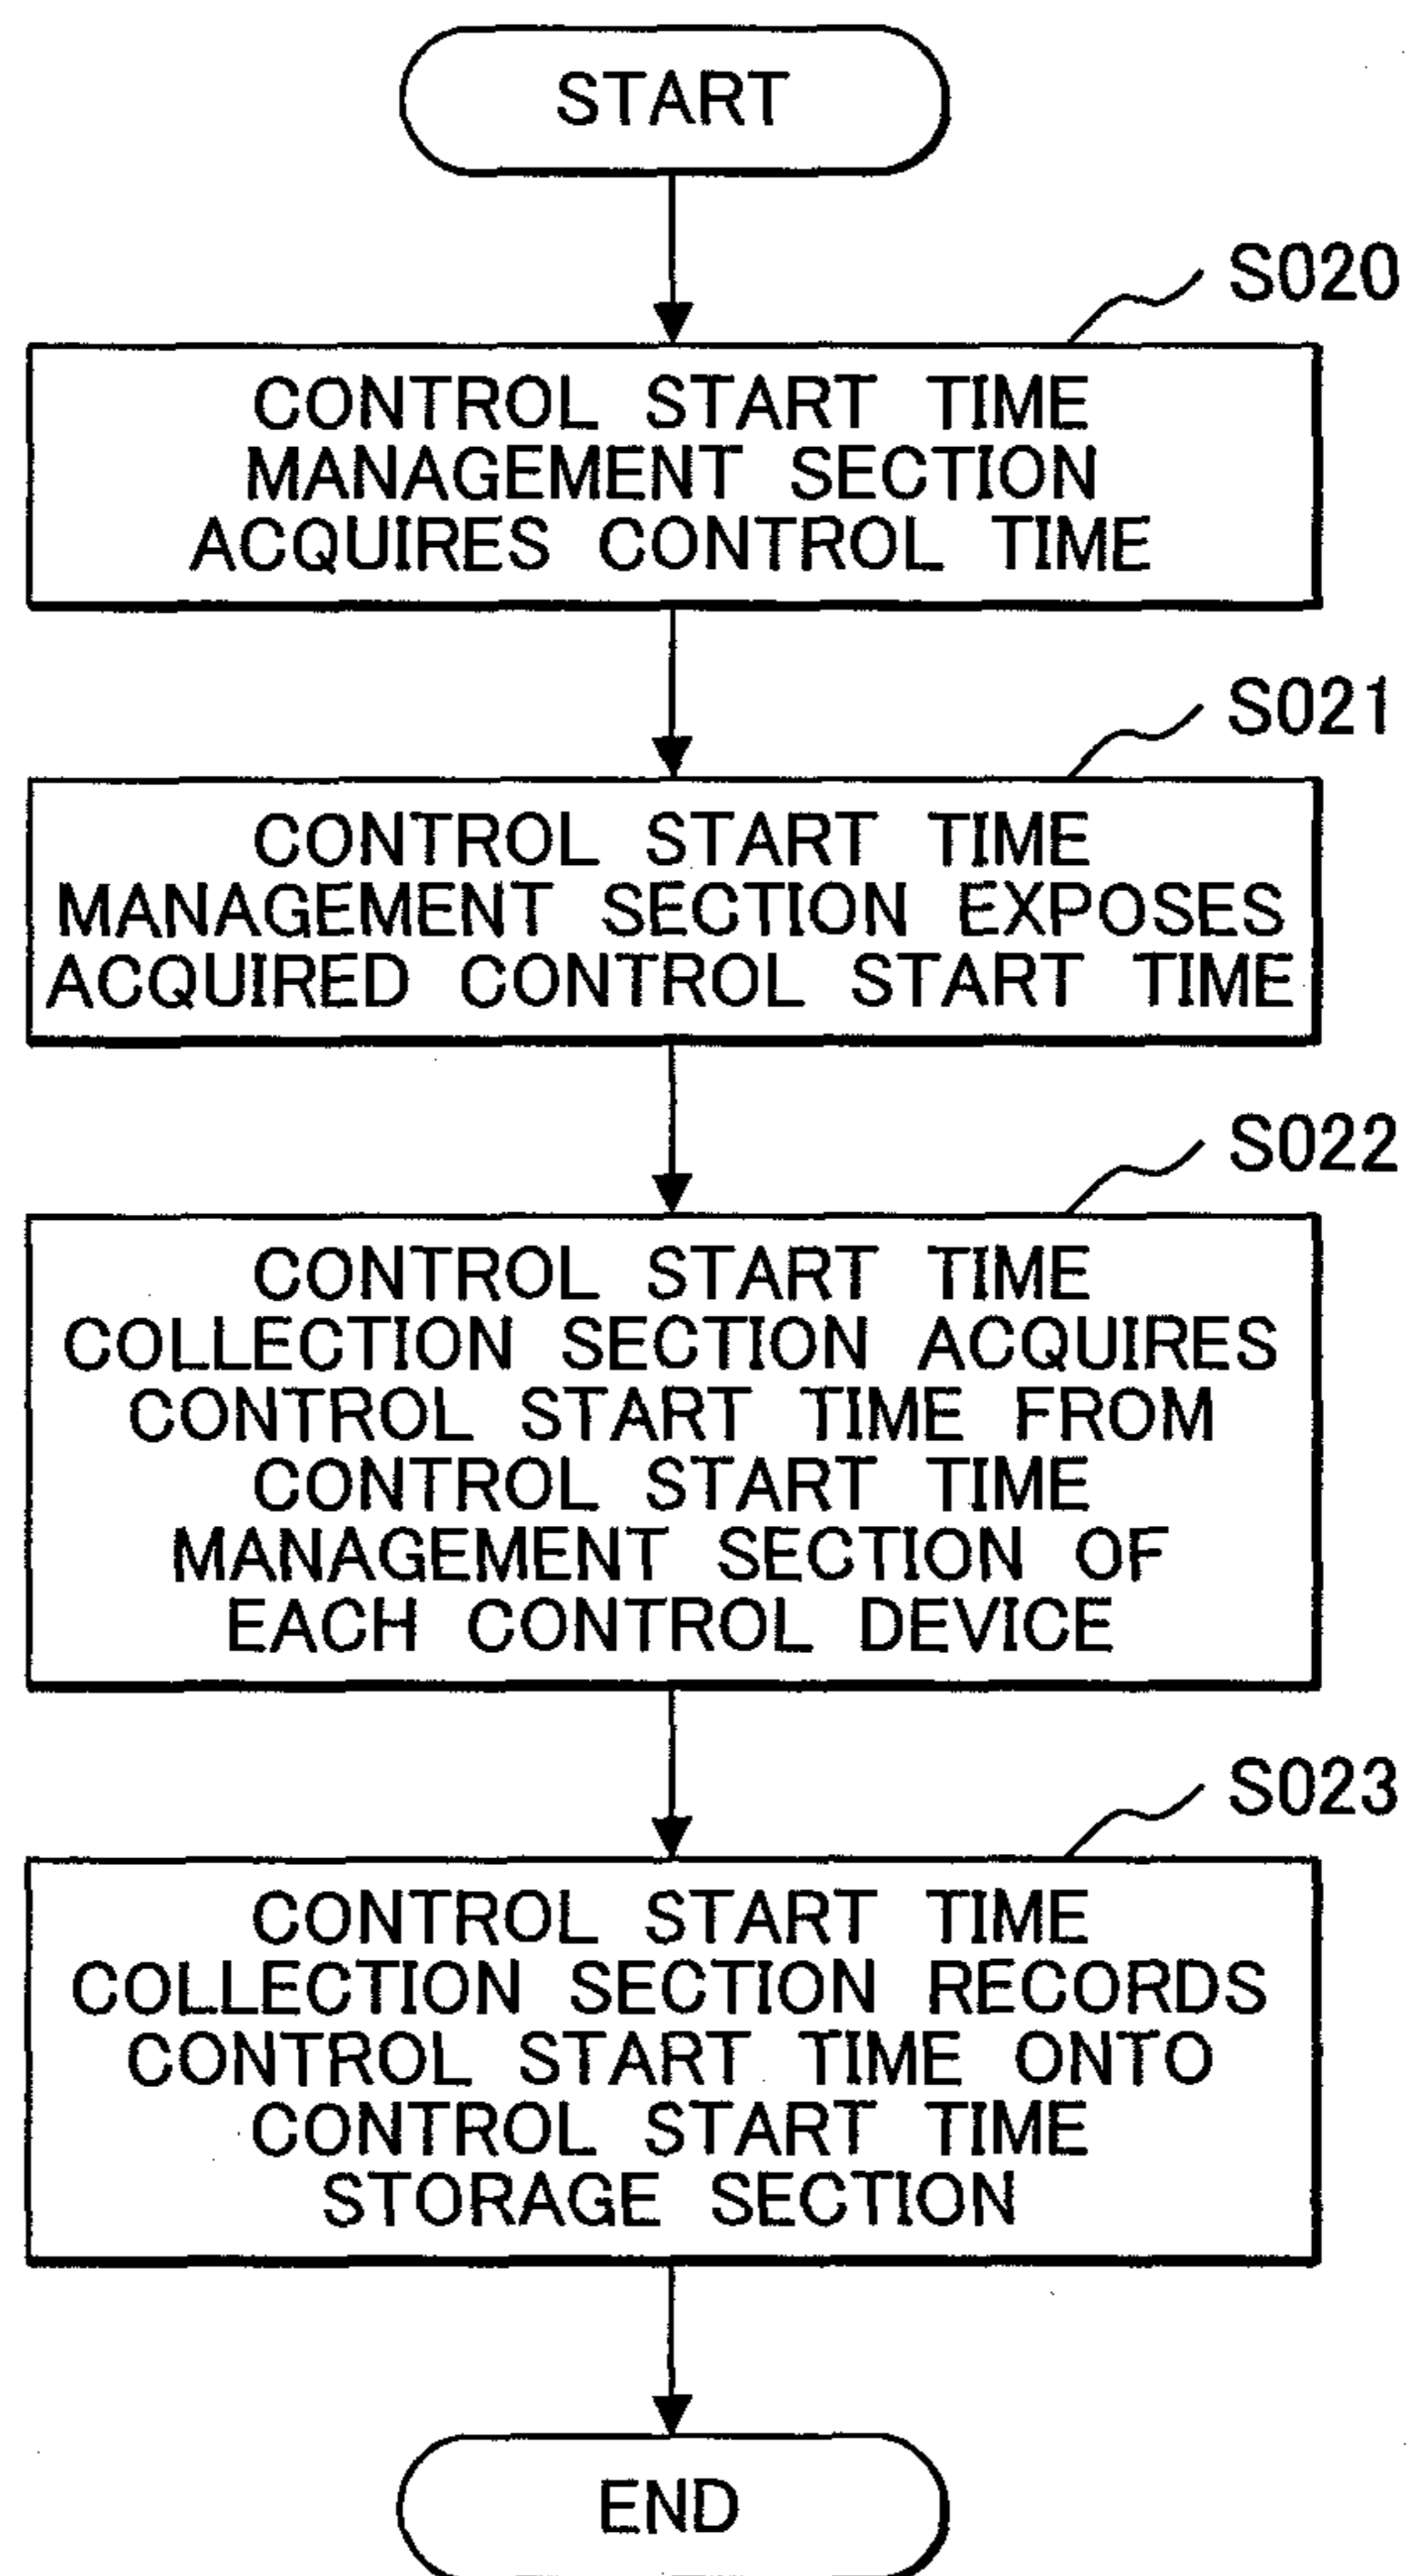 START
S020
CONTROL START TIME
MANAGEMENT SECTION
ACQUIRES CONTROL TIME
S021
CONTROL START TIME
MANAGEMENT SECTION EXPOSES
ACQUIRED CONTROL START TIME
S022
CONTROL START TIME
COLLECTION SECTION ACQUIRES
CONTROL START TIME FROM
CONTROL START TIME
MANAGEMENT SECTION OF
EACH CONTROL DEVICE
S023
CONTROL START TIME
COLLECTION SECTION RECORDS
CONTROL START TIME ONTO
CONTROL START TIME
STORAGE SECTION
END